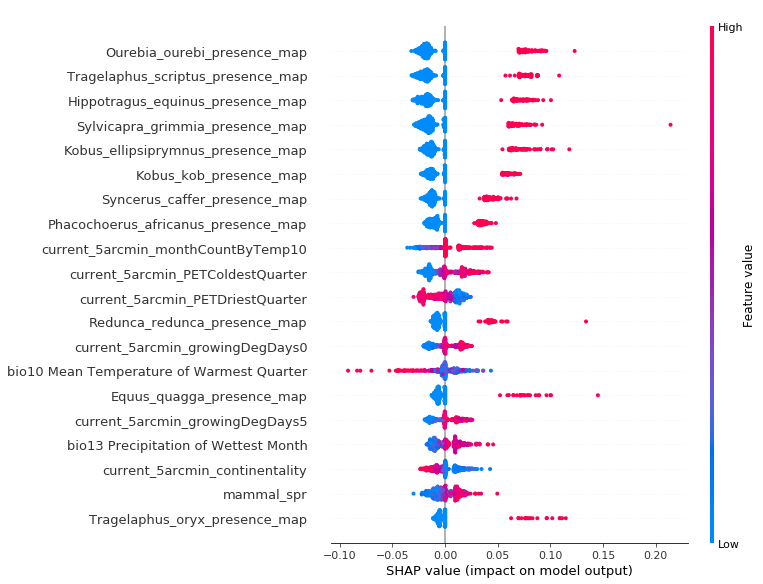 High
Ourebia_ourebi_presence_map
Tragelaphus_scriptus_presence_map
Hippotragus_equinus_presence_map
Sylvicapra_grimmia_presence_map
Kobus_ellipsiprymnus_presence_map
Kobus_kob_presence_map
Syncerus_caffer_presence_map
Phacochoerus_africanus_presence_map
current_5arcmin_monthCountByTemp10
current_5arcmin_PETColdestQuarter
current_5arcmin_PETDriestQuarter
Redunca_redunca_presence_map
current_5arcmin_growingDegDays0
bio10 Mean Temperature of Warmest Quarter
Equus_quagga_presence_map
current_5arcmin_growingDegDays5
bio13 Precipitation of Wettest Month
current_5arcmin_continentality
mammal_spr
Tragelaphus_oryx_presence_map
Feature value
Low
−0.10 −0.05 0.00 0.05 0.10 0.15 0.20
SHAP value (impact on model output)